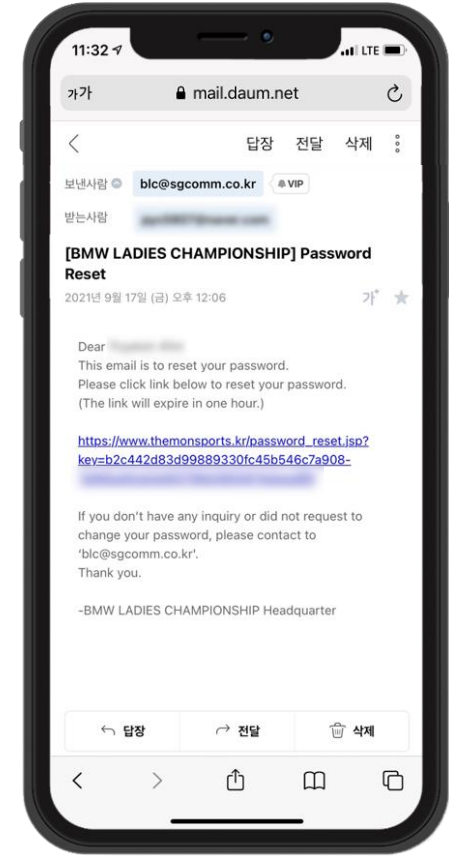 11:32 LTE
가가 mail.daum.net
답장 전달 삭제
보낸사람 blc@sgcomm.co.kr VIP
받는사람
[BMW LADIES CHAMPIONSHIP] Password
Reset
2021년 9월 17일 (금) 오후 12:06 가
Dear
This email is to reset your password.
Please click link below to reset your password.
(The link will expire in one hour.)
https://www.themonsports.kr/password_reset.jsp?
key=b2c442d83d99889330fc45b546c7a908-
If you don't have any inquiry or did not request to
change your password, please contact to
'blc@sgcomm.co.kr'.
Thank you.
-BMW LADIES CHAMPIONSHIP Headquarter
답장 전달 삭제